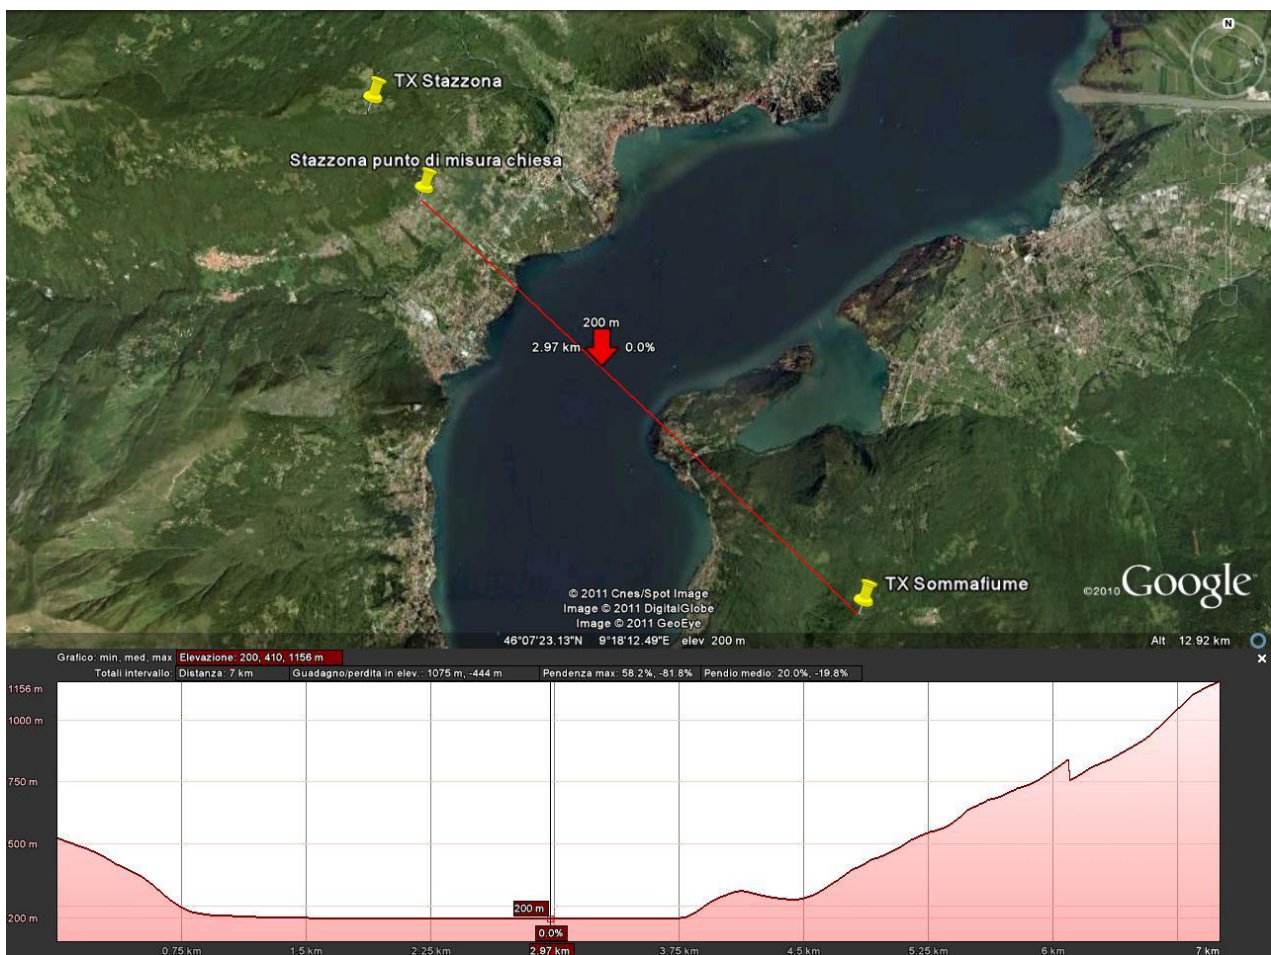 N
TX Stazzona
Stazzona punto di misura chiesa
200 m
2.97 km 0.0%
TX Sommafiume
© 2011 Cnes/Spot Image
Image © 2011 DigitalGlobe
Image © 2011 GeoEye
©2010 Google
46°07'23.13"N 9°18'12.49"E elev 200 m Alt 12.92 km
Grafico: min, med, max Elevazione: 200, 410, 1156 m
Totali intervallo: Distanza: 7 km Guadagno/perdita in elev.: 1075 m, -444 m Pendenza max: 58.2%, -81.8% Pendio medio: 20.0%, -19.8%
1156 m
1000 m
750 m
500 m
200 m
200 m
0.0%
0.75 km 1.5 km 2.25 km 2.97 km 3.75 km 4.5 km 5.25 km 6 km 7 km